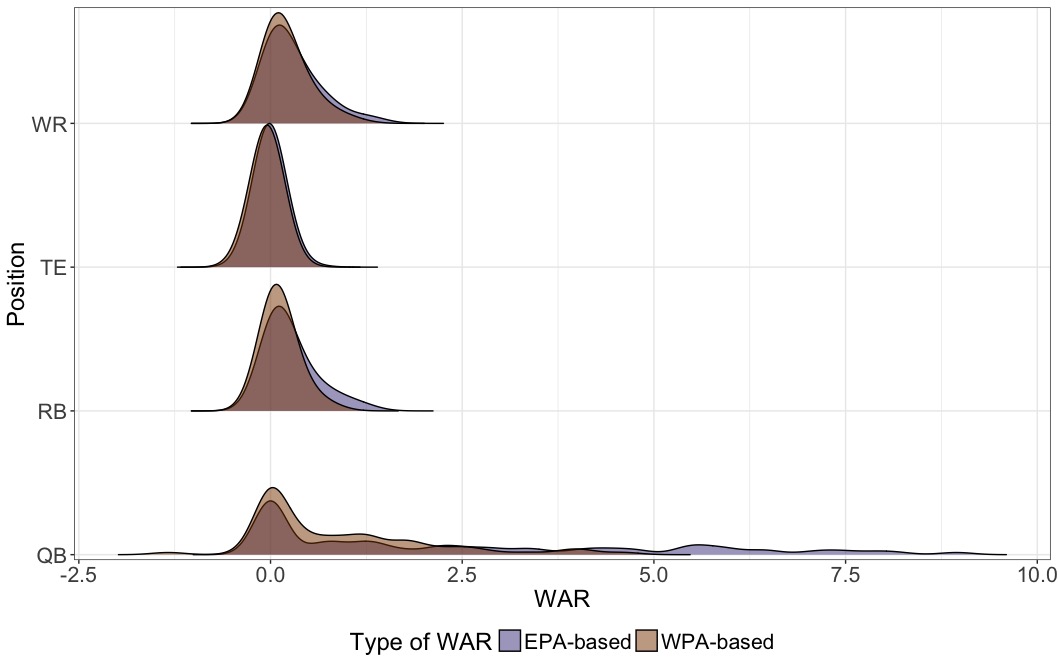 Position
WR
TE
RB
QB
-2.5 0.0 2.5 5.0 7.5 10.0
WAR
Type of WAR EPA-based WPA-based